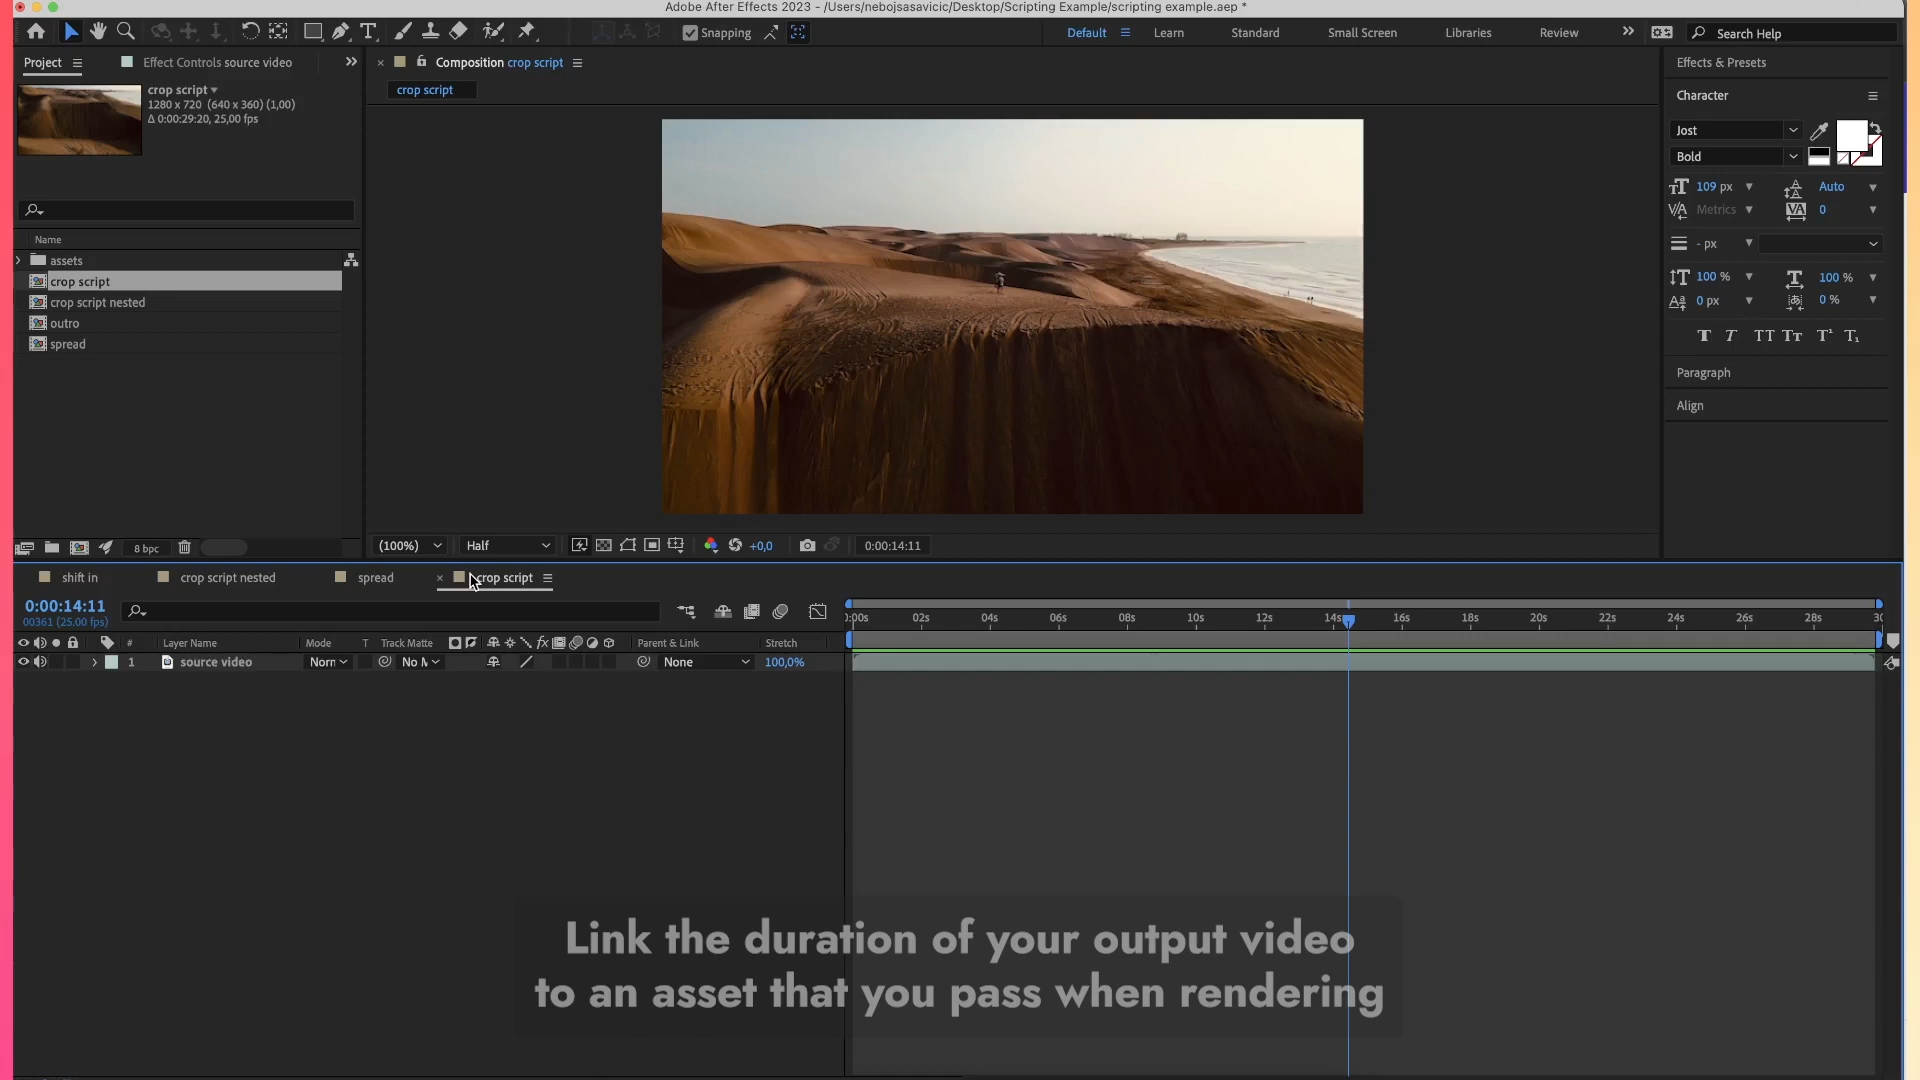 Adobe After Effects 2023 - /Users/nebojsasavicic/Desktop/Scripting Example/scripting example.aep *
Snapping
Default
Learn
Standard
Small Screen
Libraries
Review
Search Help
Project
Effect Controls source video
Composition crop script
Effects & Presets
crop script
1280 x 720 (640 x 360) (1,00)
Δ 0:00:29:20, 25,00 fps
crop script
Character
Jost
Bold
109 px
Auto
Metrics
0
- px
100 %
100 %
0 px
0 %
Paragraph
Align
Name
assets
crop script
crop script nested
outro
spread
8 bpc
(100%)
Half
+0,0
0:00:14:11
shift in
crop script nested
spread
crop script
0:00:14:11
00361 (25.00 fps)
):00s 02s 04s 06s 08s 10s 12s 14s 16s 18s 20s 22s 24s 26s 28s 30
# Layer Name Mode T Track Matte Parent & Link Stretch
1 source video Norn No M None 100,0%
Link the duration of your output video
to an asset that you pass when rendering